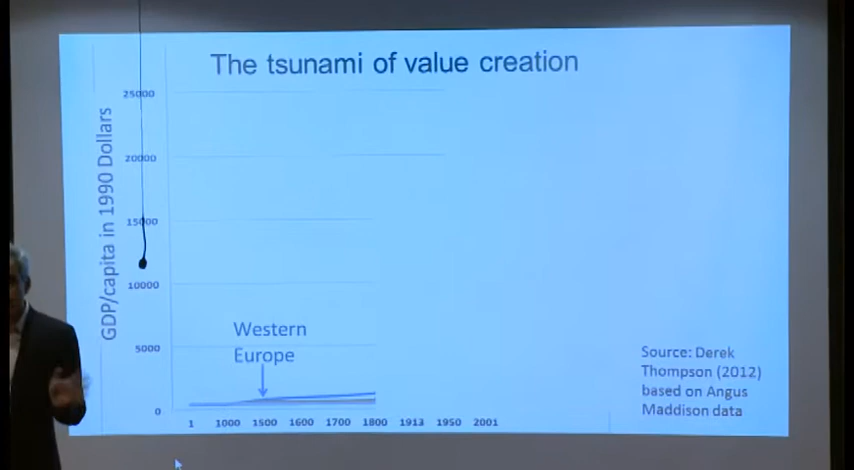 The tsunami of value creation
GDP/capita in 1990 Dollars
25000
20000
15000
10000
5000
0
Western
Europe
1 1000 1500 1600 1700 1800 1913 1950 2001
Source: Derek
Thompson (2012)
based on Angus
Maddison data